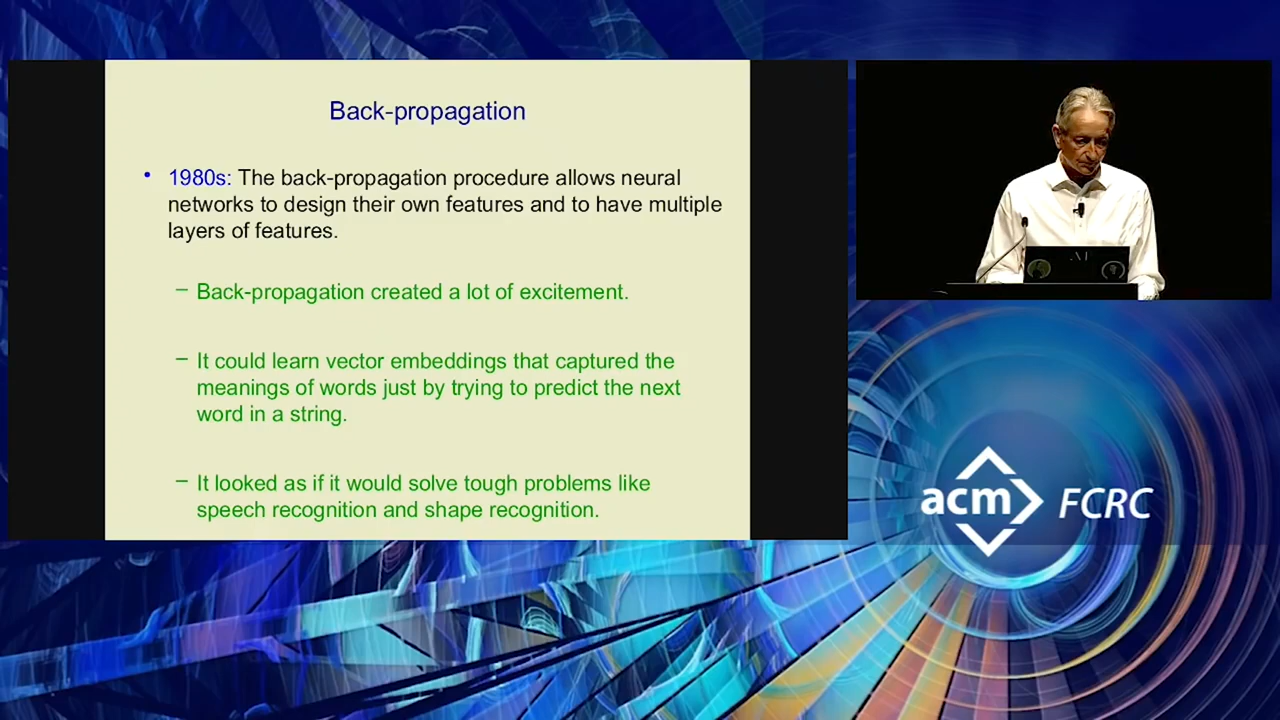 Back-propagation
• 1980s: The back-propagation procedure allows neural
networks to design their own features and to have multiple
layers of features.
– Back-propagation created a lot of excitement.
– It could learn vector embeddings that captured the
meanings of words just by trying to predict the next
word in a string.
– It looked as if it would solve tough problems like
speech recognition and shape recognition.
acm FCRC